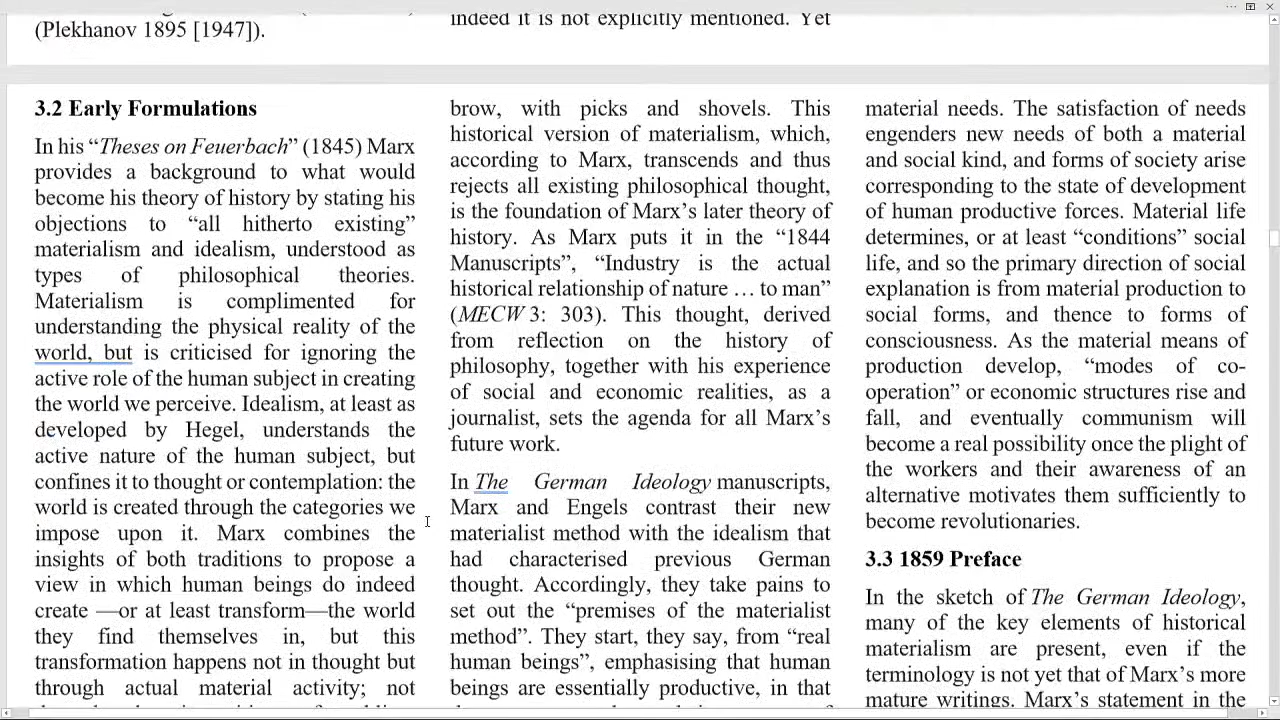 (Plekhanov 1895 [1947]).
indeed it is not explicitly mentioned. Yet
3.2 Early Formulations
In his “Theses on Feuerbach” (1845) Marx
provides a background to what would
become his theory of history by stating his
objections to “all hitherto existing”
materialism and idealism, understood as
types of philosophical theories.
Materialism is complimented for
understanding the physical reality of the
world, but is criticised for ignoring the
active role of the human subject in creating
the world we perceive. Idealism, at least as
developed by Hegel, understands the
active nature of the human subject, but
confines it to thought or contemplation: the
world is created through the categories we
impose upon it. Marx combines the
insights of both traditions to propose a
view in which human beings do indeed
create —or at least transform—the world
they find themselves in, but this
transformation happens not in thought but
through actual material activity; not
brow, with picks and shovels. This
historical version of materialism, which,
according to Marx, transcends and thus
rejects all existing philosophical thought,
is the foundation of Marx’s later theory of
history. As Marx puts it in the “1844
Manuscripts”, “Industry is the actual
historical relationship of nature … to man”
(MECW 3: 303). This thought, derived
from reflection on the history of
philosophy, together with his experience
of social and economic realities, as a
journalist, sets the agenda for all Marx’s
future work.
In The German Ideology manuscripts,
Marx and Engels contrast their new
materialist method with the idealism that
had characterised previous German
thought. Accordingly, they take pains to
set out the “premises of the materialist
method”. They start, they say, from “real
human beings”, emphasising that human
beings are essentially productive, in that
material needs. The satisfaction of needs
engenders new needs of both a material
and social kind, and forms of society arise
corresponding to the state of development
of human productive forces. Material life
determines, or at least “conditions” social
life, and so the primary direction of social
explanation is from material production to
social forms, and thence to forms of
consciousness. As the material means of
production develop, “modes of co-
operation” or economic structures rise and
fall, and eventually communism will
become a real possibility once the plight of
the workers and their awareness of an
alternative motivates them sufficiently to
become revolutionaries.
3.3 1859 Preface
In the sketch of The German Ideology,
many of the key elements of historical
materialism are present, even if the
terminology is not yet that of Marx’s more
mature writings. Marx’s statement in the